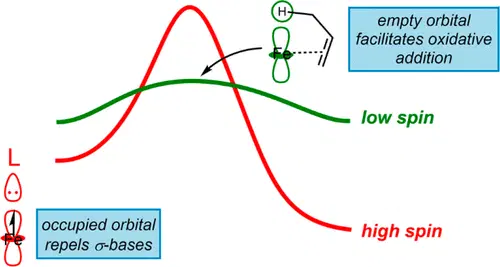 H
Fe
empty orbital
facilitates oxidative
addition
low spin
L
Fe
occupied orbital
repels σ-bases
high spin